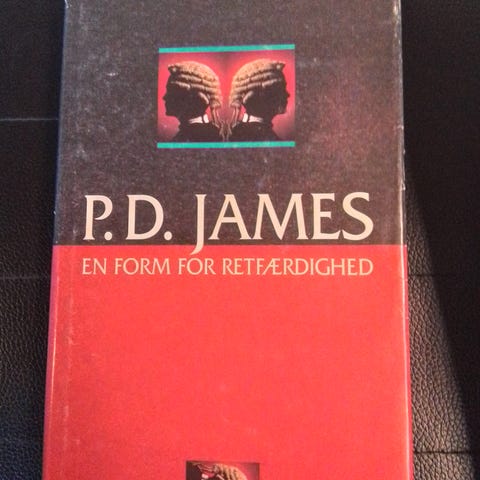 P. D. JAMES
EN FORM FOR RETFÆRDIGHED